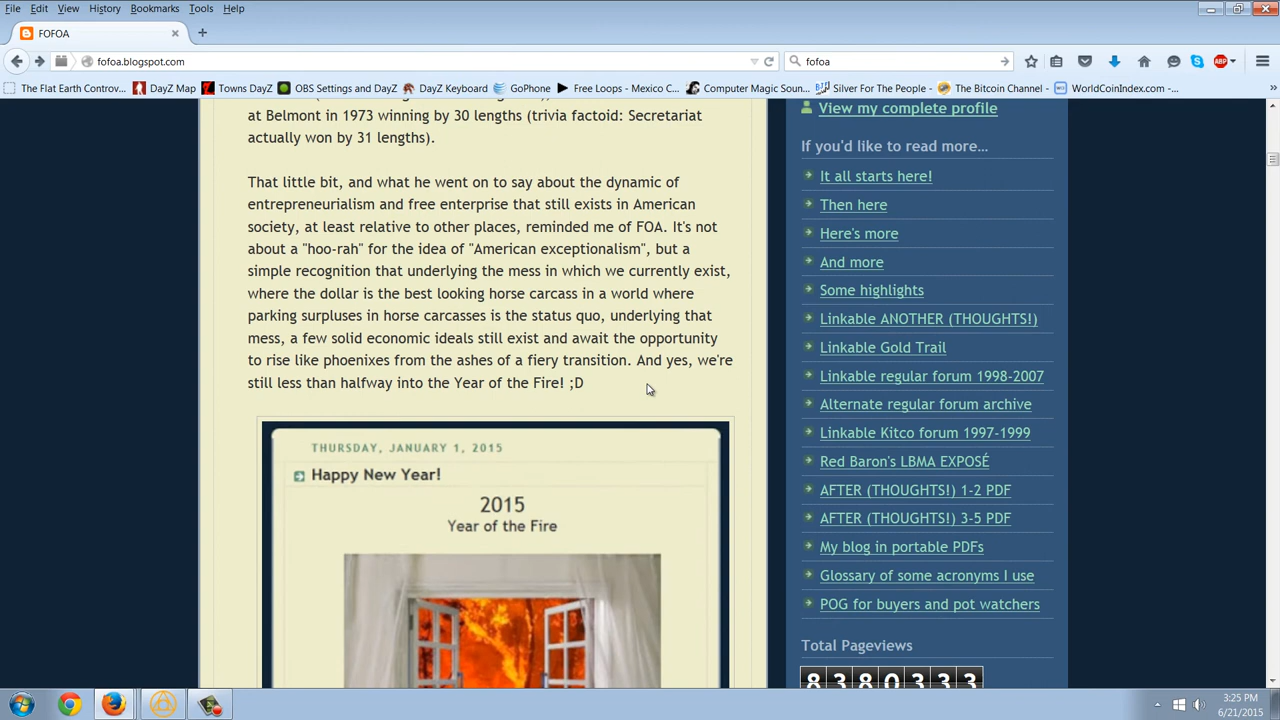 File Edit View History Bookmarks Tools Help
FOFOA
fofoa.blogspot.com
fofoa
The Flat Earth Controv...
DayZ Map
Towns DayZ
OBS Settings and DayZ
DayZ Keyboard
GoPhone
Free Loops - Mexico C...
Computer Magic Soun...
Silver For The People -
The Bitcoin Channel -
WorldCoinIndex.com -...
at Belmont in 1973 winning by 30 lengths (trivia factoid: Secretariat
actually won by 31 lengths).
That little bit, and what he went on to say about the dynamic of
entrepreneurialism and free enterprise that still exists in American
society, at least relative to other places, reminded me of FOA. It's not
about a "hoo-rah" for the idea of "American exceptionalism", but a
simple recognition that underlying the mess in which we currently exist,
where the dollar is the best looking horse carcass in a world where
parking surpluses in horse carcasses is the status quo, underlying that
mess, a few solid economic ideals still exist and await the opportunity
to rise like phoenixes from the ashes of a fiery transition. And yes, we're
still less than halfway into the Year of the Fire! ;D
THURSDAY, JANUARY 1, 2015
Happy New Year!
2015
Year of the Fire
View my complete profile
If you'd like to read more...
It all starts here!
Then here
Here's more
And more
Some highlights
Linkable ANOTHER (THOUGHTS!)
Linkable Gold Trail
Linkable regular forum 1998-2007
Alternate regular forum archive
Linkable Kitco forum 1997-1999
Red Baron's LBMA EXPOSÉ
AFTER (THOUGHTS!) 1-2 PDF
AFTER (THOUGHTS!) 3-5 PDF
My blog in portable PDFs
Glossary of some acronyms I use
POG for buyers and pot watchers
Total Pageviews
8380333
3:25 PM
6/21/2015